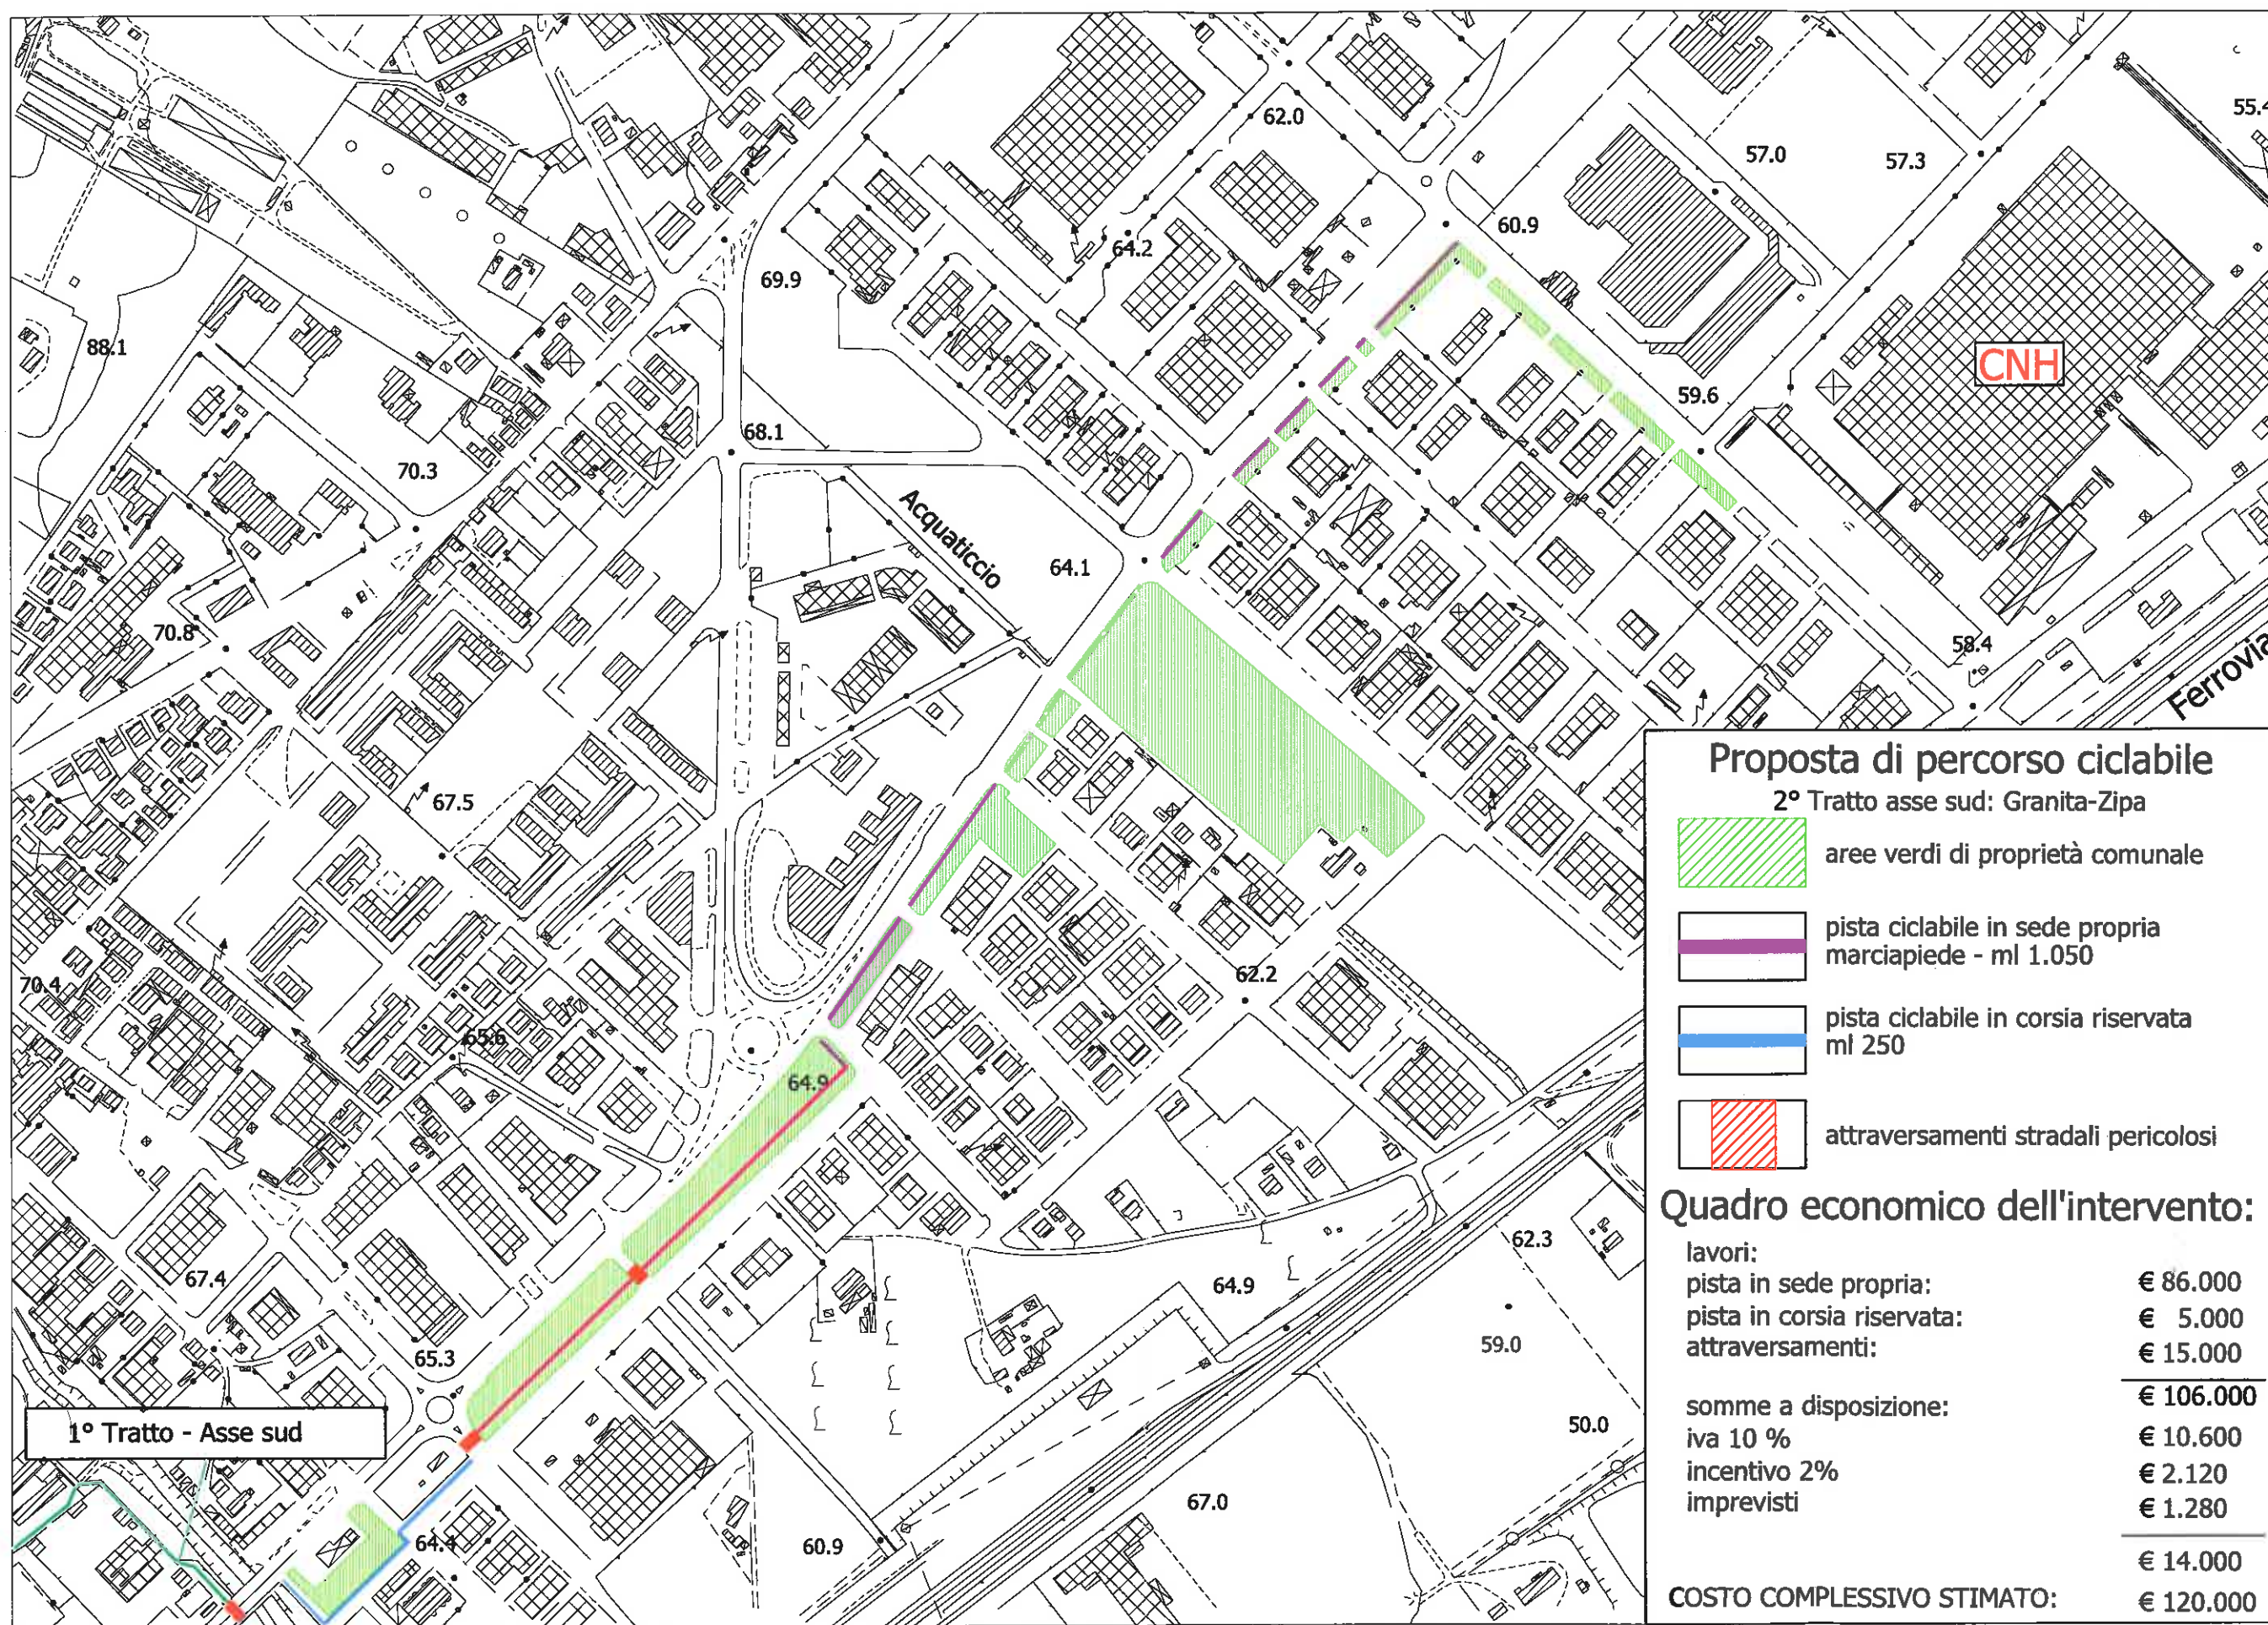 55.4
62.0
57.0
57.3
60.9
64.2
69.9
88.1
CNH
59.6
68.1
70.3
Acquaticcio
64.1
70.8
58.4
Ferrovia
67.5
70.4
62.2
65.6
64.9
62.3
67.4
64.9
59.0
65.3
50.0
1º Tratto - Asse sud
67.0
64.4
60.9
Proposta di percorso ciclabile
2º Tratto asse sud: Granita-Zipa
aree verdi di proprietà comunale
pista ciclabile in sede propria
marciapiede - ml 1.050
pista ciclabile in corsia riservata
ml 250
attraversamenti stradali pericolosi
Quadro economico dell'intervento:
lavori:
pista in sede propria: € 86.000
pista in corsia riservata: € 5.000
attraversamenti: € 15.000
€ 106.000
somme a disposizione:
iva 10 % € 10.600
incentivo 2% € 2.120
imprevisti € 1.280
€ 14.000
COSTO COMPLESSIVO STIMATO: € 120.000